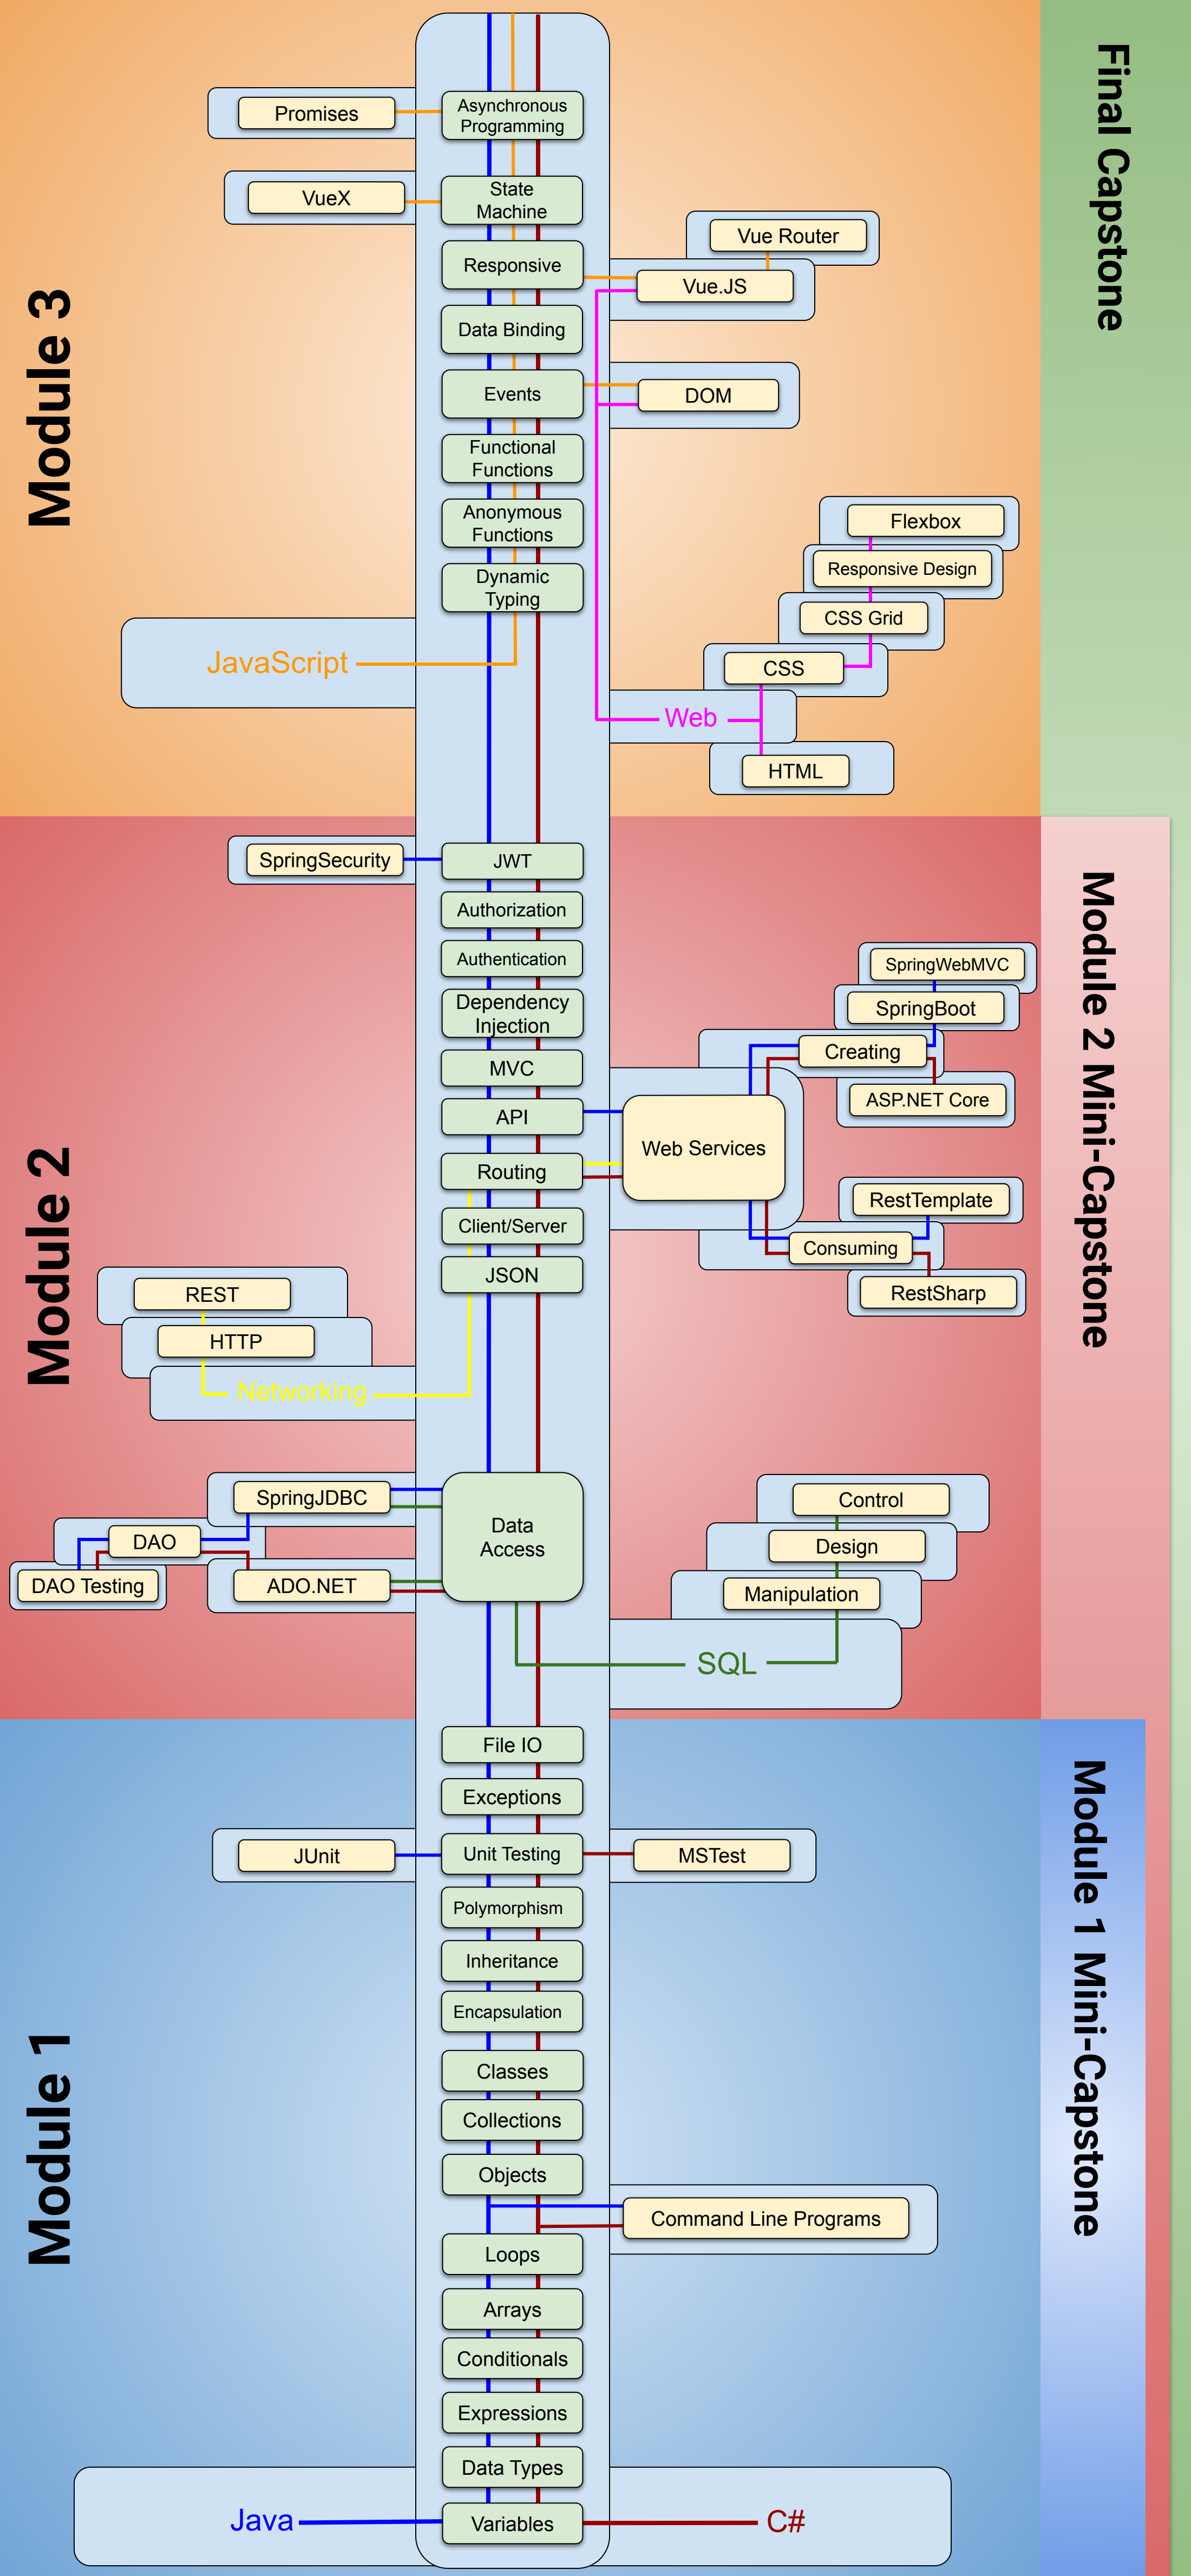 Final Capstone
Module 3
Asynchronous
Programming
Promises
State
Machine
VueX
Responsive
Vue Router
Vue.JS
Data Binding
Events
DOM
Functional
Functions
Anonymous
Functions
Dynamic
Typing
Flexbox
Responsive Design
CSS Grid
CSS
JavaScript
Web
HTML
Module 2 Mini-Capstone
Module 2
SpringSecurity
JWT
Authorization
Authentication
Dependency
Injection
MVC
API
Routing
Client/Server
JSON
SpringWebMVC
SpringBoot
Creating
ASP.NET Core
Web Services
RestTemplate
Consuming
RestSharp
REST
HTTP
Networking
SpringJDBC
DAO
DAO Testing
ADO.NET
Data
Access
Control
Design
Manipulation
SQL
Module 1 Mini-Capstone
Module 1
File IO
Exceptions
JUnit
Unit Testing
MSTest
Polymorphism
Inheritance
Encapsulation
Classes
Collections
Objects
Command Line Programs
Loops
Arrays
Conditionals
Expressions
Data Types
Java
Variables
C#